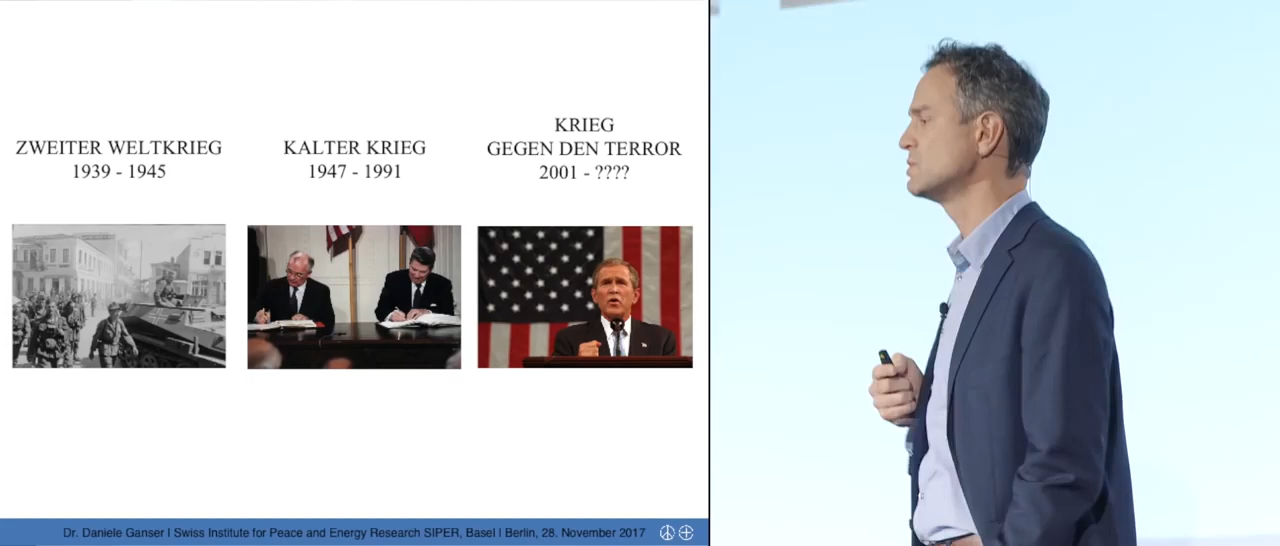 ZWEITER WELTKRIEG
1939 - 1945
KALTER KRIEG
1947 - 1991
KRIEG
GEGEN DEN TERROR
2001 - ????
Dr. Daniele Ganser I Swiss Institute for Peace and Energy Research SIPER, Basel I Berlin, 28. November 2017